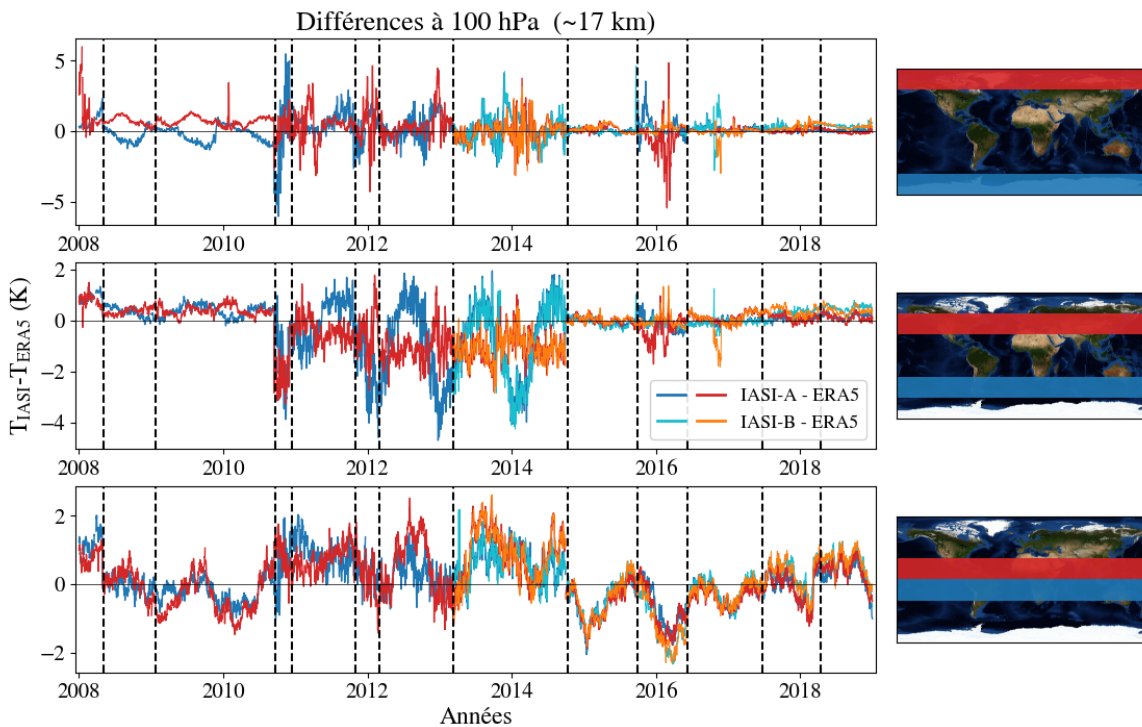 Différences à 100 hPa (~17 km)
5
0
−5
2008 2010 2012 2014 2016 2018
2
0
−2
−4
T_IASI-T_ERA5 (K)
IASI-A - ERA5
IASI-B - ERA5
2008 2010 2012 2014 2016 2018
2
0
−2
2008 2010 2012 2014 2016 2018
Années